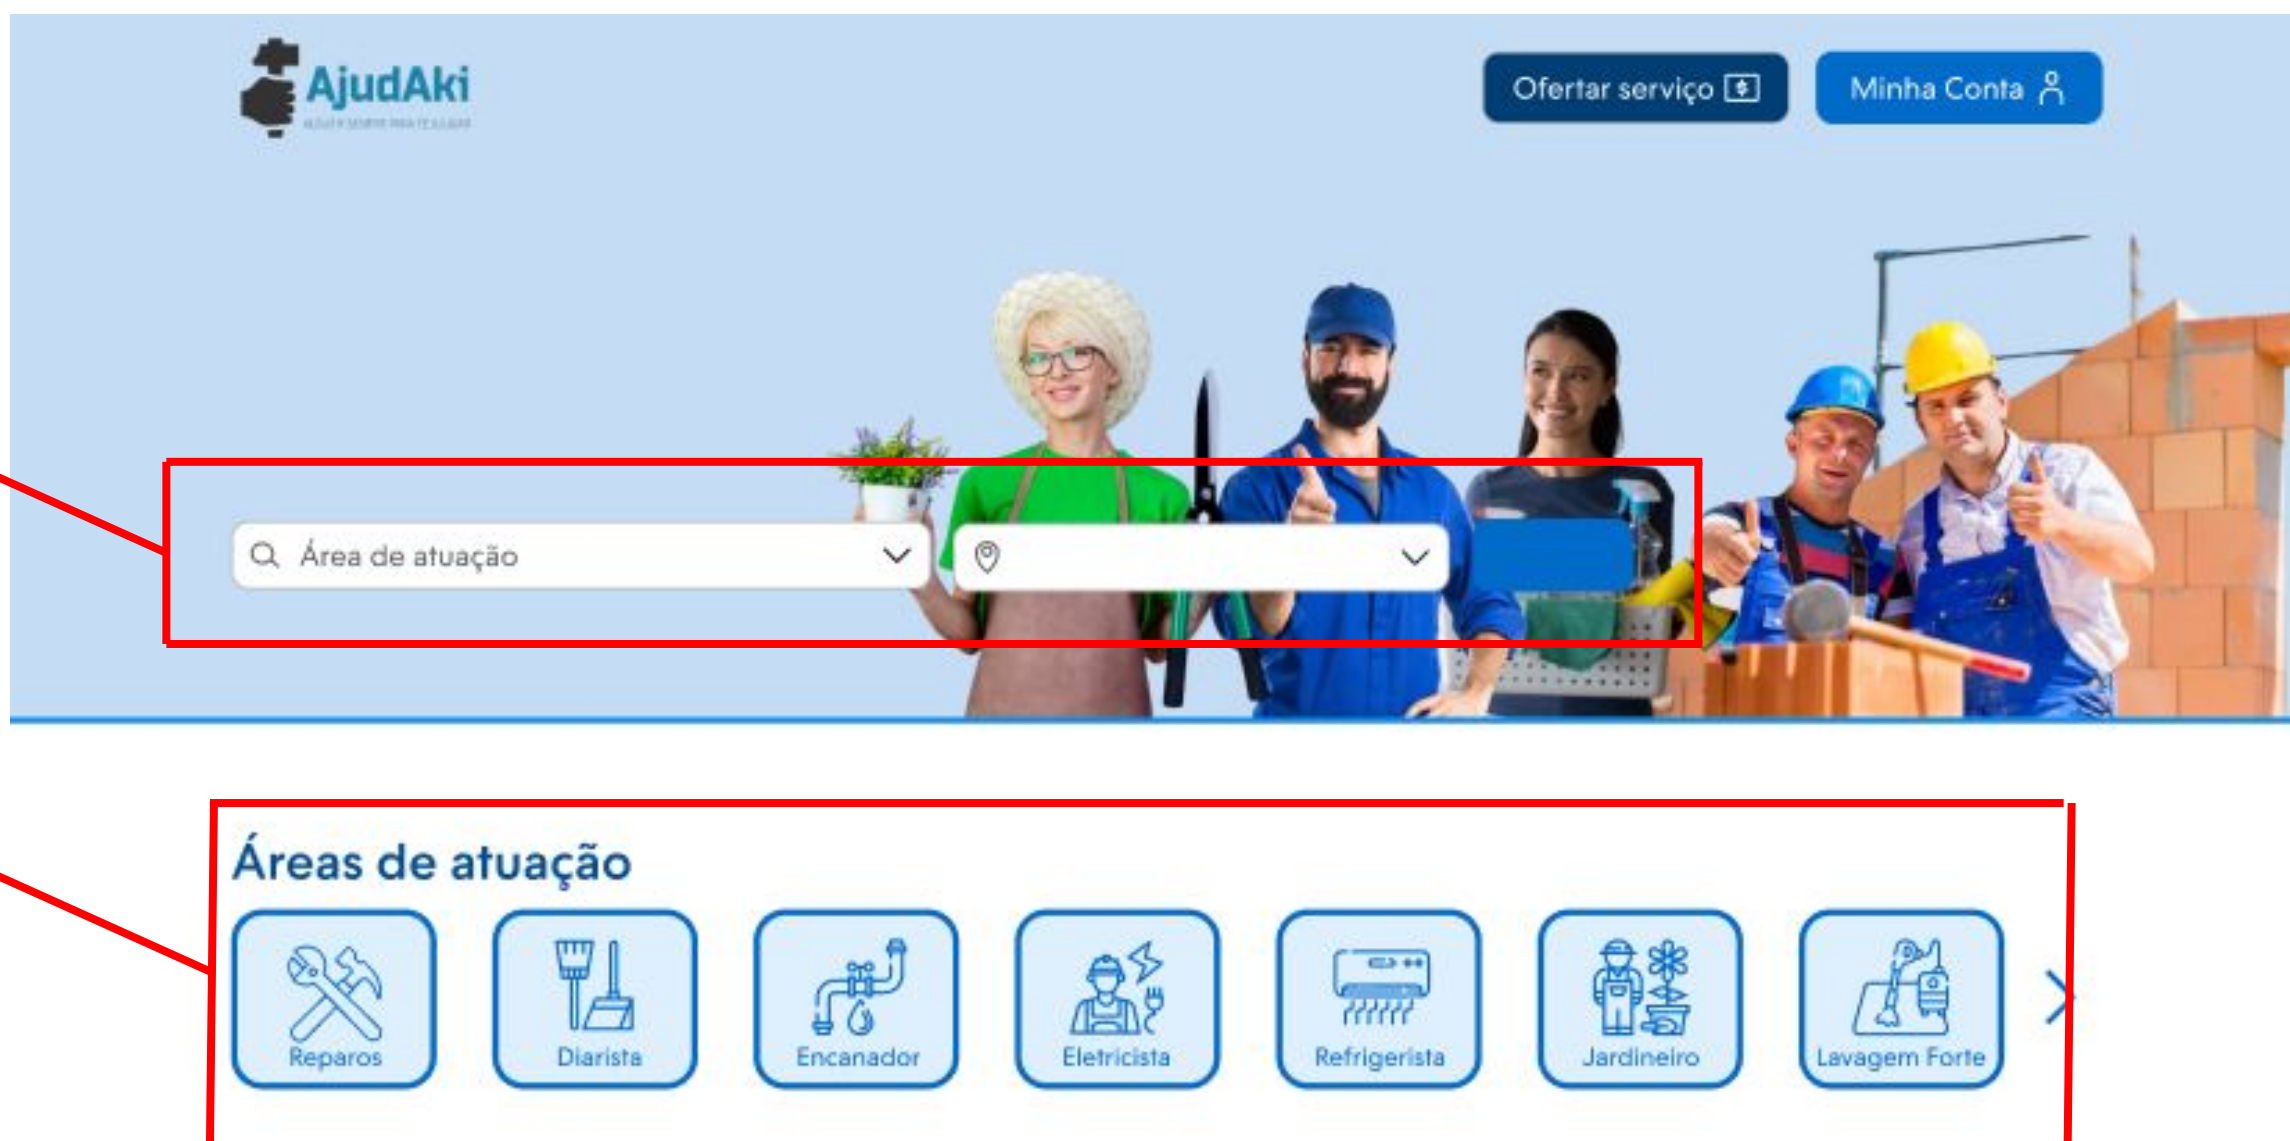 AjudAki
Ofertar serviço
Minha Conta
Área de atuação
Áreas de atuação
Reparos
Diarista
Encanador
Eletricista
Refrigerista
Jardineiro
Lavagem Forte